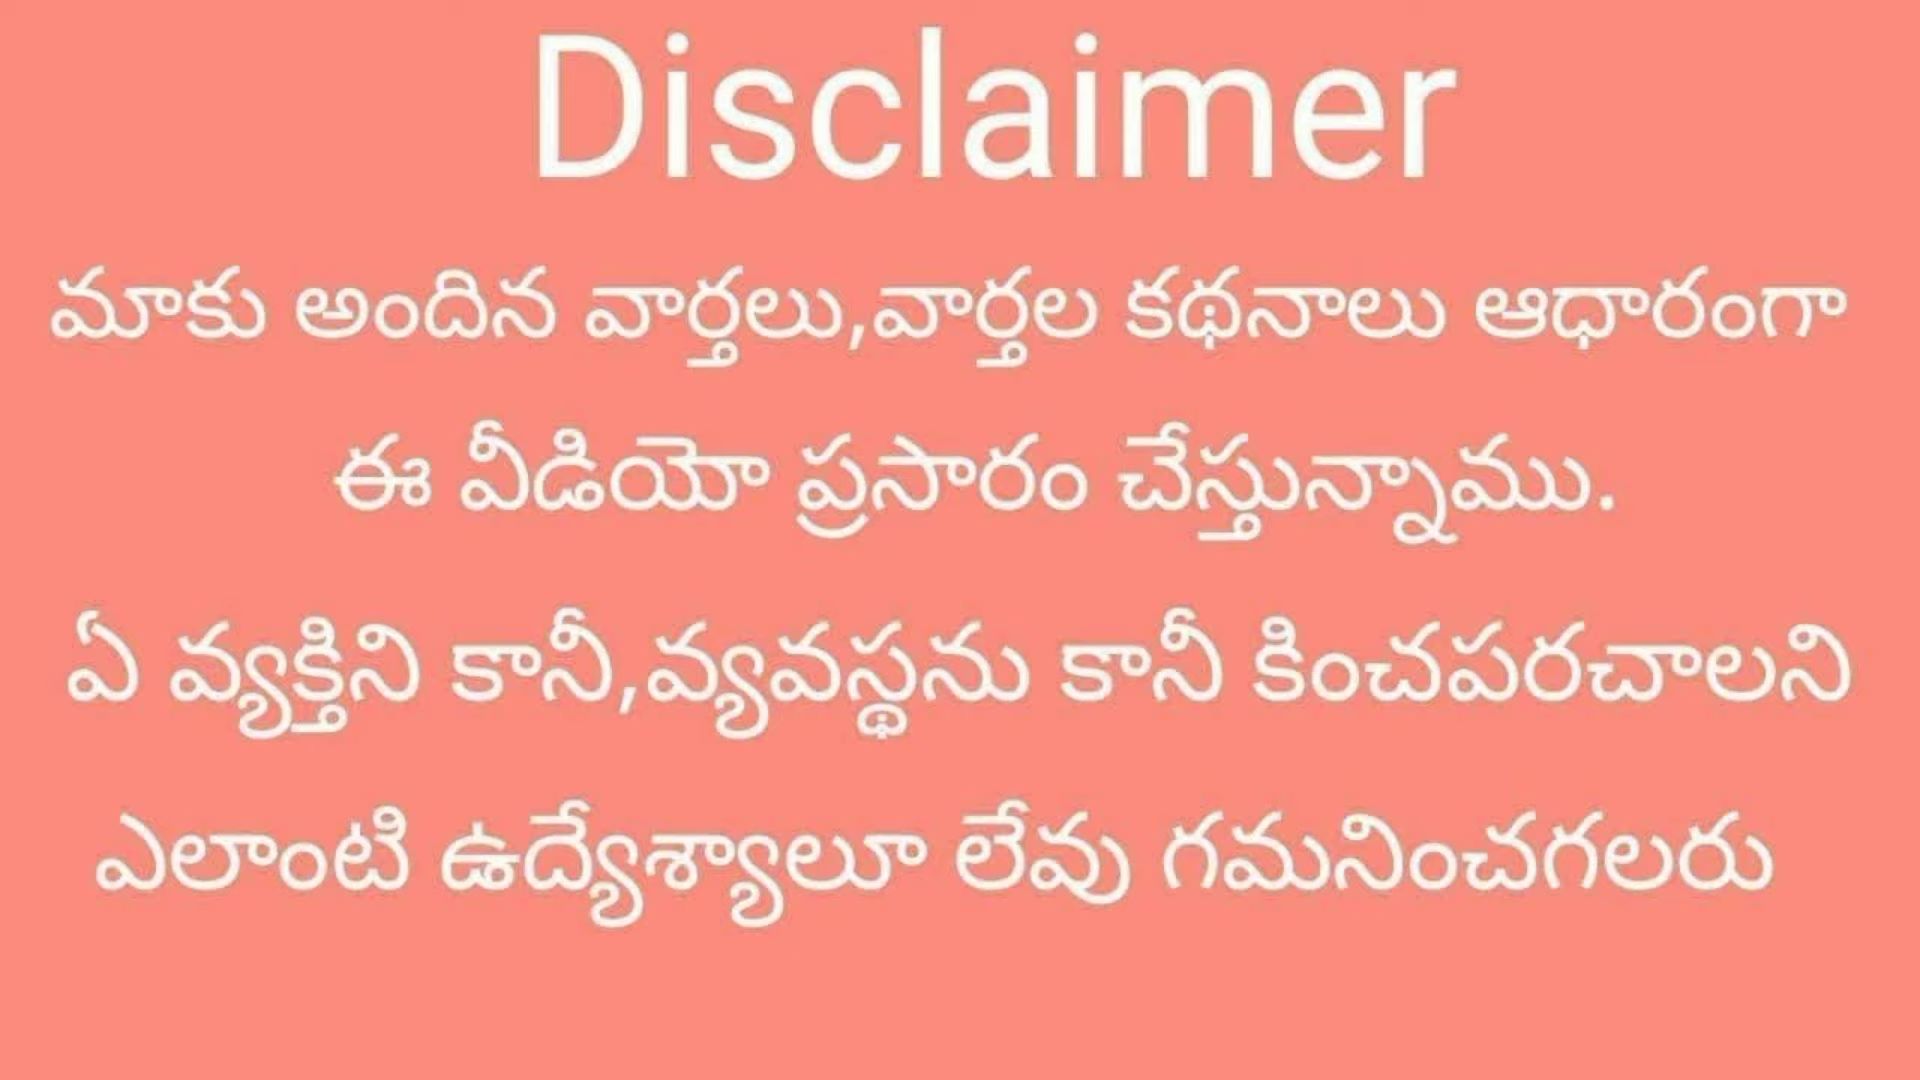 Disclaimer
మాకు అందిన వార్తలు,వార్తల కథనాలు ఆధారంగా
ఈ వీడియో ప్రసారం చేస్తున్నాము.
ఏ వ్యక్తిని కానీ,వ్యవస్థను కానీ కించపరచాలని
ఎలాంటి ఉద్యేశ్యాలూ లేవు గమనించగలరు